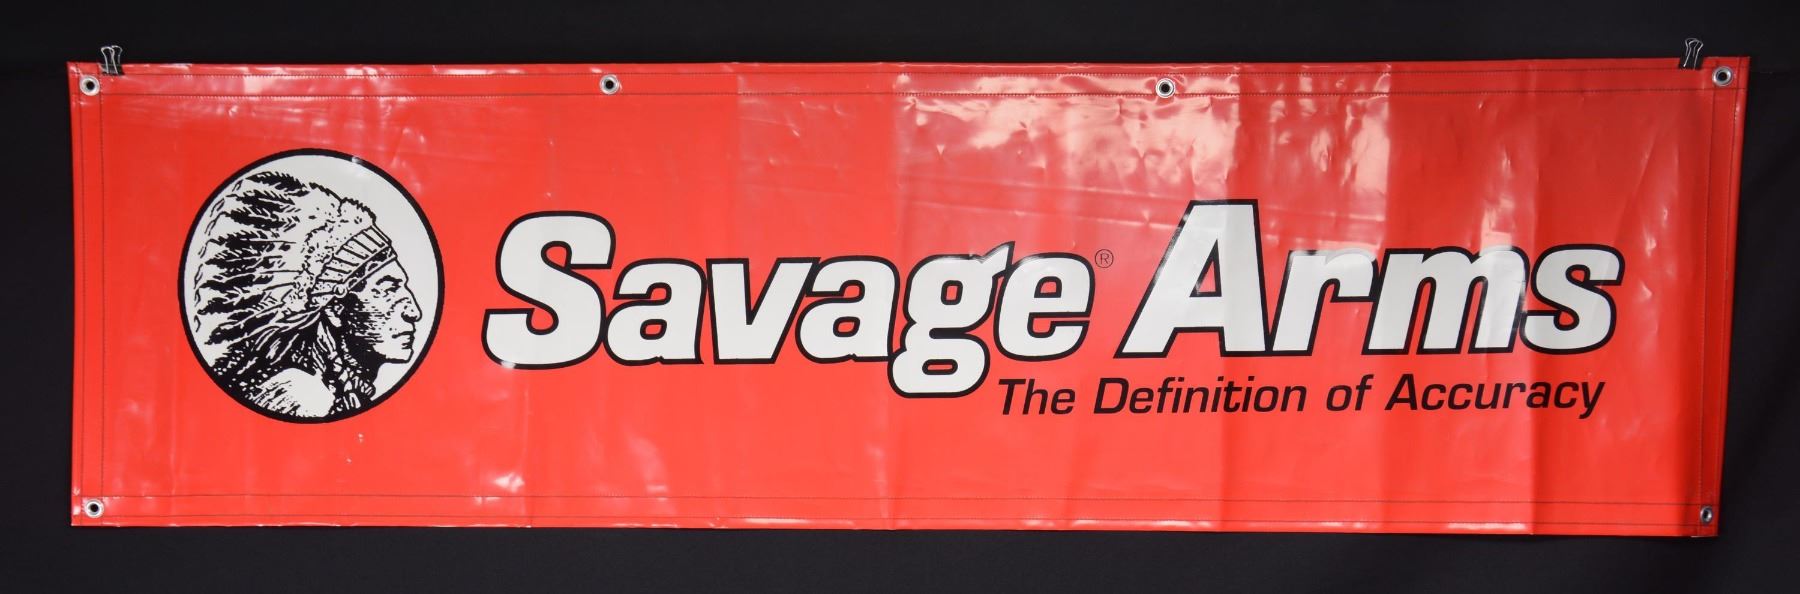 Savage® Arms
The Definition of Accuracy